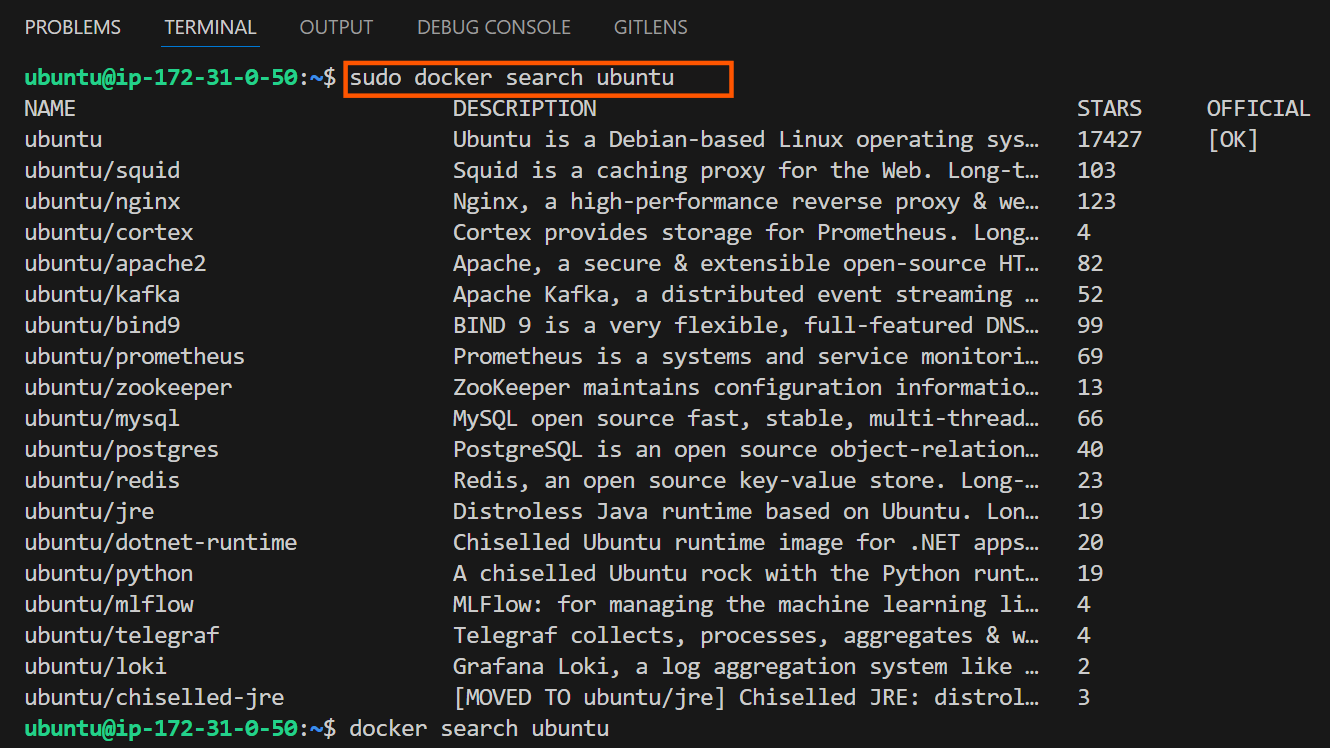 PROBLEMS TERMINAL OUTPUT DEBUG CONSOLE GITLENS
ubuntu@ip-172-31-0-50:~$ sudo docker search ubuntu
NAME DESCRIPTION STARS OFFICIAL
ubuntu Ubuntu is a Debian-based Linux operating sys… 17427 [OK]
ubuntu/squid Squid is a caching proxy for the Web. Long-t… 103
ubuntu/nginx Nginx, a high-performance reverse proxy & we… 123
ubuntu/cortex Cortex provides storage for Prometheus. Long… 4
ubuntu/apache2 Apache, a secure & extensible open-source HT… 82
ubuntu/kafka Apache Kafka, a distributed event streaming … 52
ubuntu/bind9 BIND 9 is a very flexible, full-featured DNS… 99
ubuntu/prometheus Prometheus is a systems and service monitori… 69
ubuntu/zookeeper ZooKeeper maintains configuration informatio… 13
ubuntu/mysql MySQL open source fast, stable, multi-thread… 66
ubuntu/postgres PostgreSQL is an open source object-relation… 40
ubuntu/redis Redis, an open source key-value store. Long-… 23
ubuntu/jre Distroless Java runtime based on Ubuntu. Lon… 19
ubuntu/dotnet-runtime Chiselled Ubuntu runtime image for .NET apps… 20
ubuntu/python A chiselled Ubuntu rock with the Python runt… 19
ubuntu/mlflow MLFlow: for managing the machine learning li… 4
ubuntu/telegraf Telegraf collects, processes, aggregates & w… 4
ubuntu/loki Grafana Loki, a log aggregation system like … 2
ubuntu/chiselled-jre [MOVED TO ubuntu/jre] Chiselled JRE: distrol… 3
ubuntu@ip-172-31-0-50:~$ docker search ubuntu